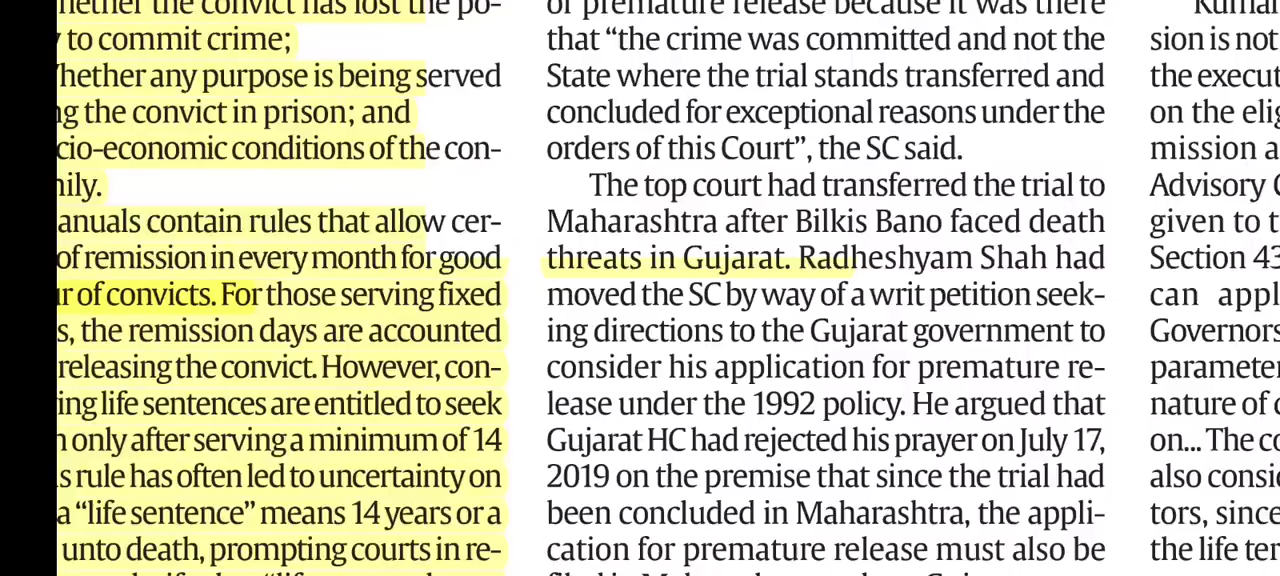 whether the convict has lost the po-
to commit crime;
Whether any purpose is being served
the convict in prison; and
cio-economic conditions of the con-
mily.
anuals contain rules that allow cer-
of remission in every month for good
r of convicts. For those serving fixed
s, the remission days are accounted
releasing the convict. However, con-
ing life sentences are entitled to seek
n only after serving a minimum of 14
s rule has often led to uncertainty on
a “life sentence” means 14 years or a
unto death, prompting courts in re-
of premature release because it was there
that “the crime was committed and not the
State where the trial stands transferred and
concluded for exceptional reasons under the
orders of this Court”, the SC said.
The top court had transferred the trial to
Maharashtra after Bilkis Bano faced death
threats in Gujarat. Radheshyam Shah had
moved the SC by way of a writ petition seek-
ing directions to the Gujarat government to
consider his application for premature re-
lease under the 1992 policy. He argued that
Gujarat HC had rejected his prayer on July 17,
2019 on the premise that since the trial had
been concluded in Maharashtra, the appli-
cation for premature release must also be
Kumar
sion is not
the execut
on the elig
mission a
Advisory C
given to t
Section 43
can appl
Governors
parameter
nature of
on... The co
also consi
tors, since
the life ter